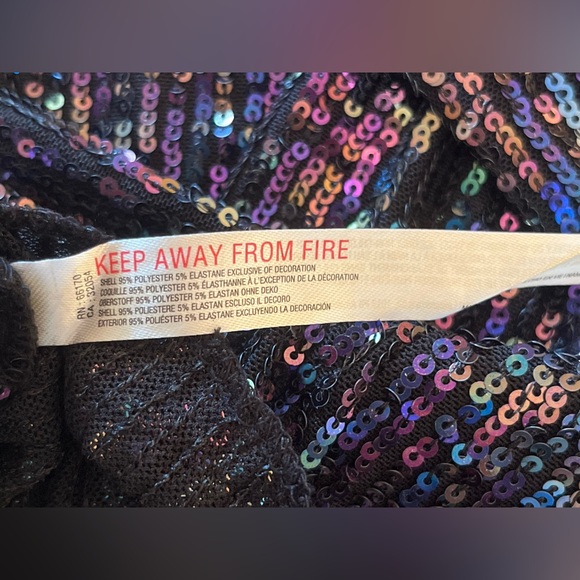 KEEP AWAY FROM FIRE
SHELL 95% POLYESTER 5% ELASTANE EXCLUSIVE OF DECORATION
COQUILLE 95% POLYESTER 5% ÉLASTHANNE À L'EXCEPTION DE LA DÉCORATION
OBERSTOFF 95% POLYESTER 5% ELASTAN OHNE DEKO
SHELL 95% POLIESTERE 5% ELASTAN ESCLUSO IL DECORO
EXTERIOR 95% POLIÉSTER 5% ELASTANE EXCLUYENDO LA DECORACIÓN
RN : 66170
CA : 32054